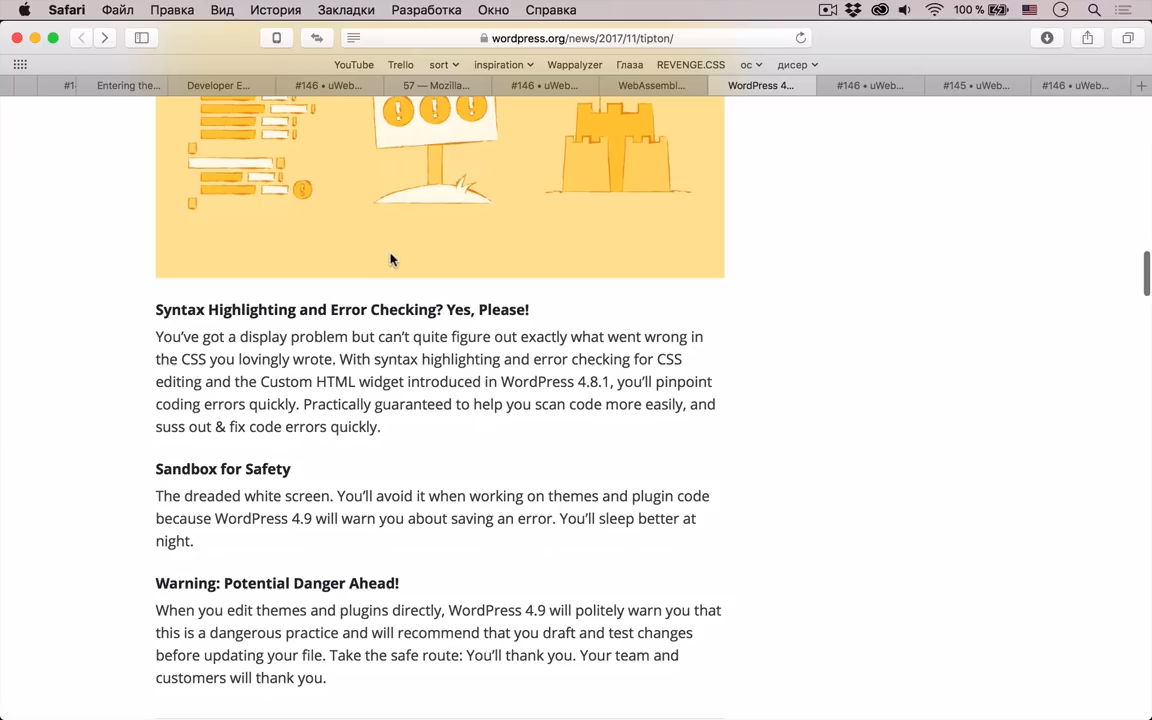 Safari Файл Правка Вид История Закладки Разработка Окно Справка 100 %
wordpress.org/news/2017/11/tipton/
YouTube Trello sort inspiration Wappalyzer Глаза REVENGE.CSS ос дисер
#1 Entering the... Developer E... #146 • uWeb... 57 — Mozilla... #146 • uWeb... WebAssembl... WordPress 4... #146 • uWeb... #145 • uWeb... #146 • uWeb...
Syntax Highlighting and Error Checking? Yes, Please!
You’ve got a display problem but can’t quite figure out exactly what went wrong in
the CSS you lovingly wrote. With syntax highlighting and error checking for CSS
editing and the Custom HTML widget introduced in WordPress 4.8.1, you’ll pinpoint
coding errors quickly. Practically guaranteed to help you scan code more easily, and
suss out & fix code errors quickly.
Sandbox for Safety
The dreaded white screen. You’ll avoid it when working on themes and plugin code
because WordPress 4.9 will warn you about saving an error. You’ll sleep better at
night.
Warning: Potential Danger Ahead!
When you edit themes and plugins directly, WordPress 4.9 will politely warn you that
this is a dangerous practice and will recommend that you draft and test changes
before updating your file. Take the safe route: You’ll thank you. Your team and
customers will thank you.